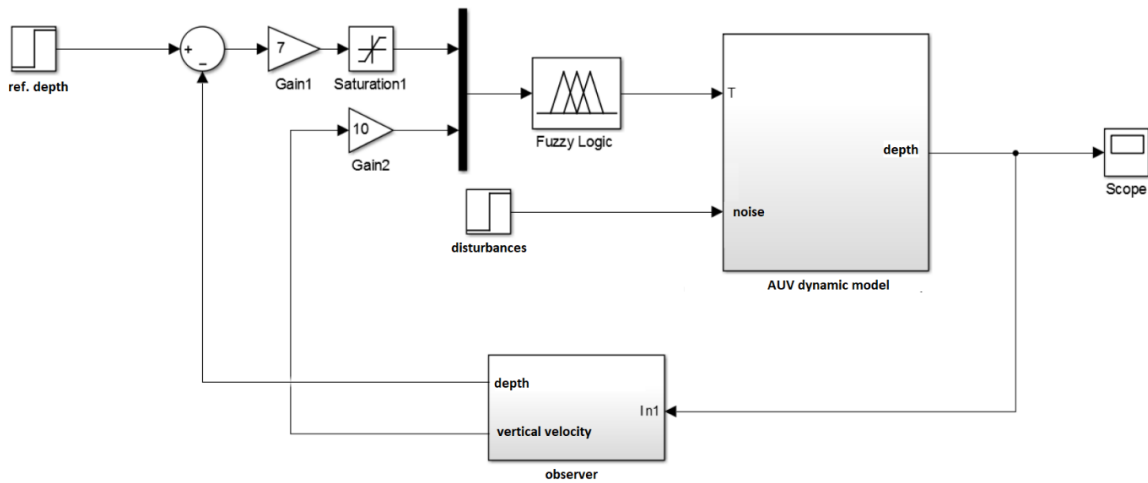 +
−
7
ref. depth
Gain1
Saturation1
10
Gain2
Fuzzy Logic
T
depth
noise
Scope
disturbances
AUV dynamic model
depth
In1
vertical velocity
observer